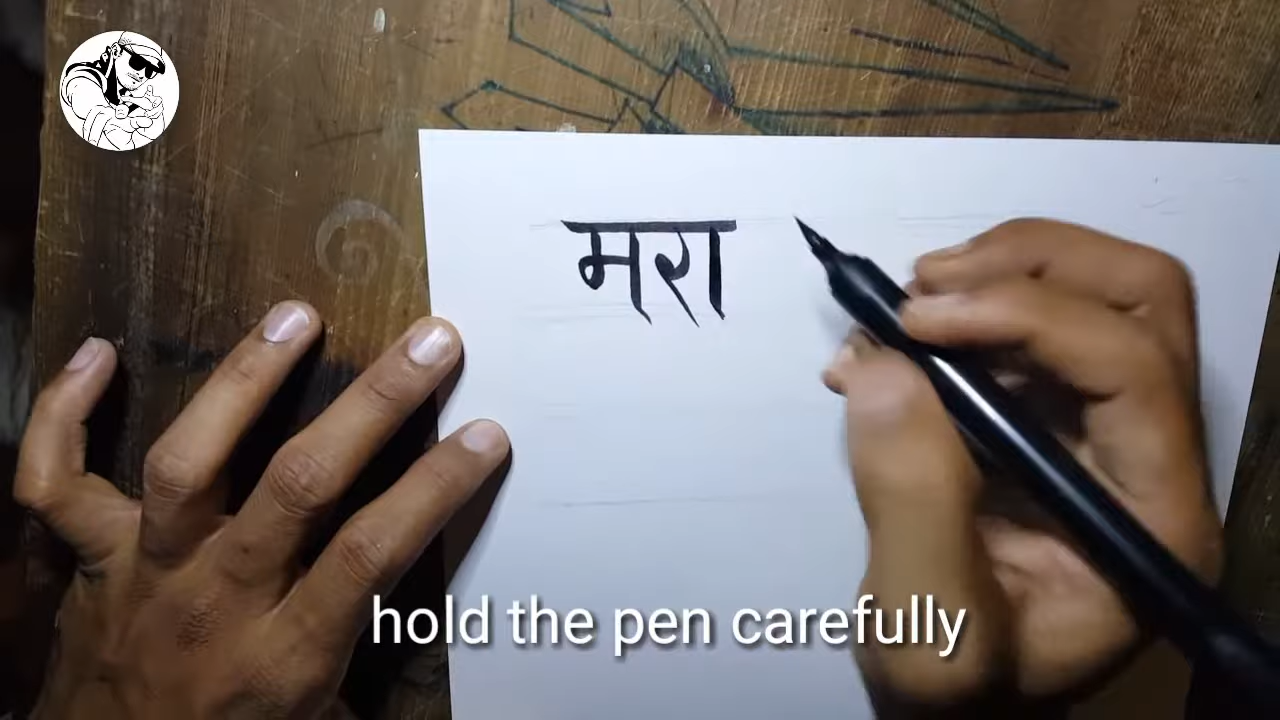 मरा
hold the pen carefully